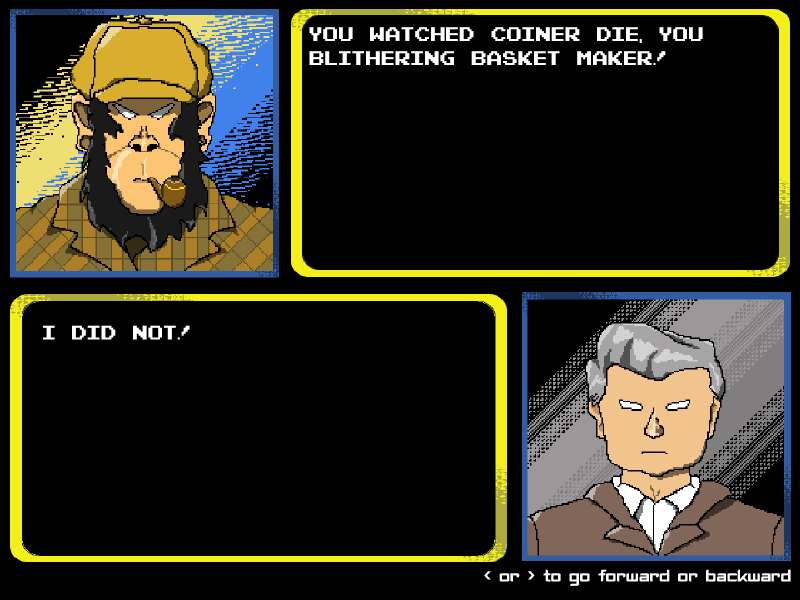 YOU WATCHED COINER DIE, YOU
BLITHERING BASKET MAKER!
I DID NOT!
< or > to go forward or backward